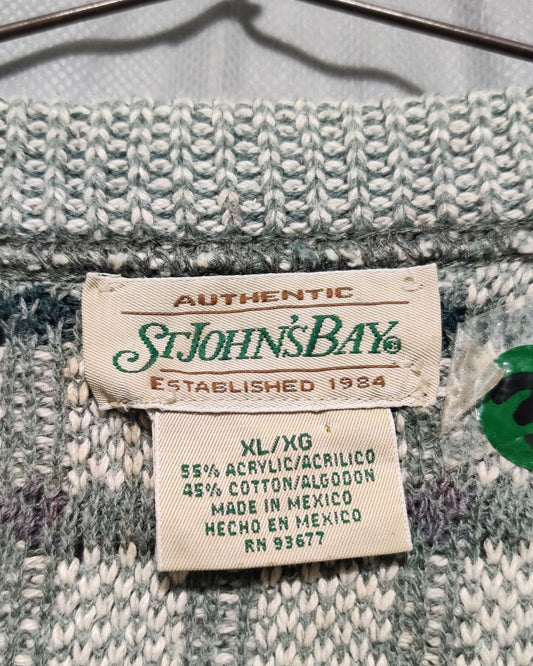 AUTHENTIC
ST JOHN'S BAY®
ESTABLISHED 1984
XL/XG
55% ACRYLIC/ACRILICO
45% COTTON/ALGODON
MADE IN MEXICO
HECHO EN MEXICO
RN 93677